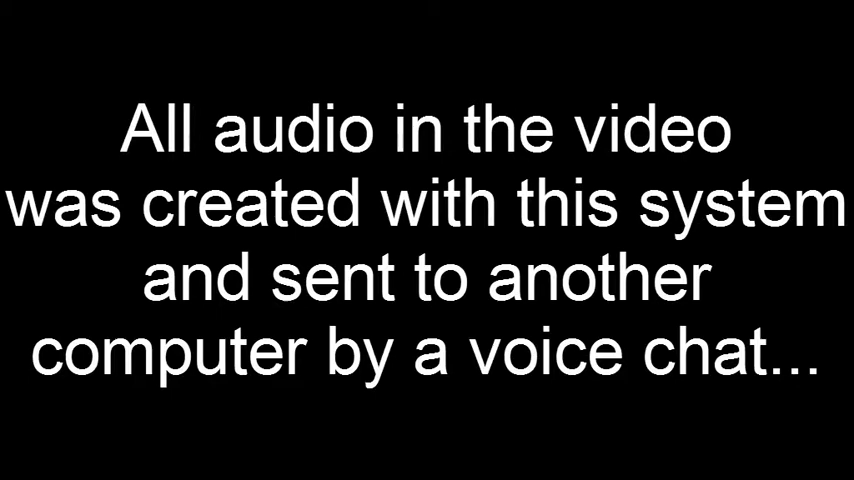 All audio in the video
was created with this system
and sent to another
computer by a voice chat...